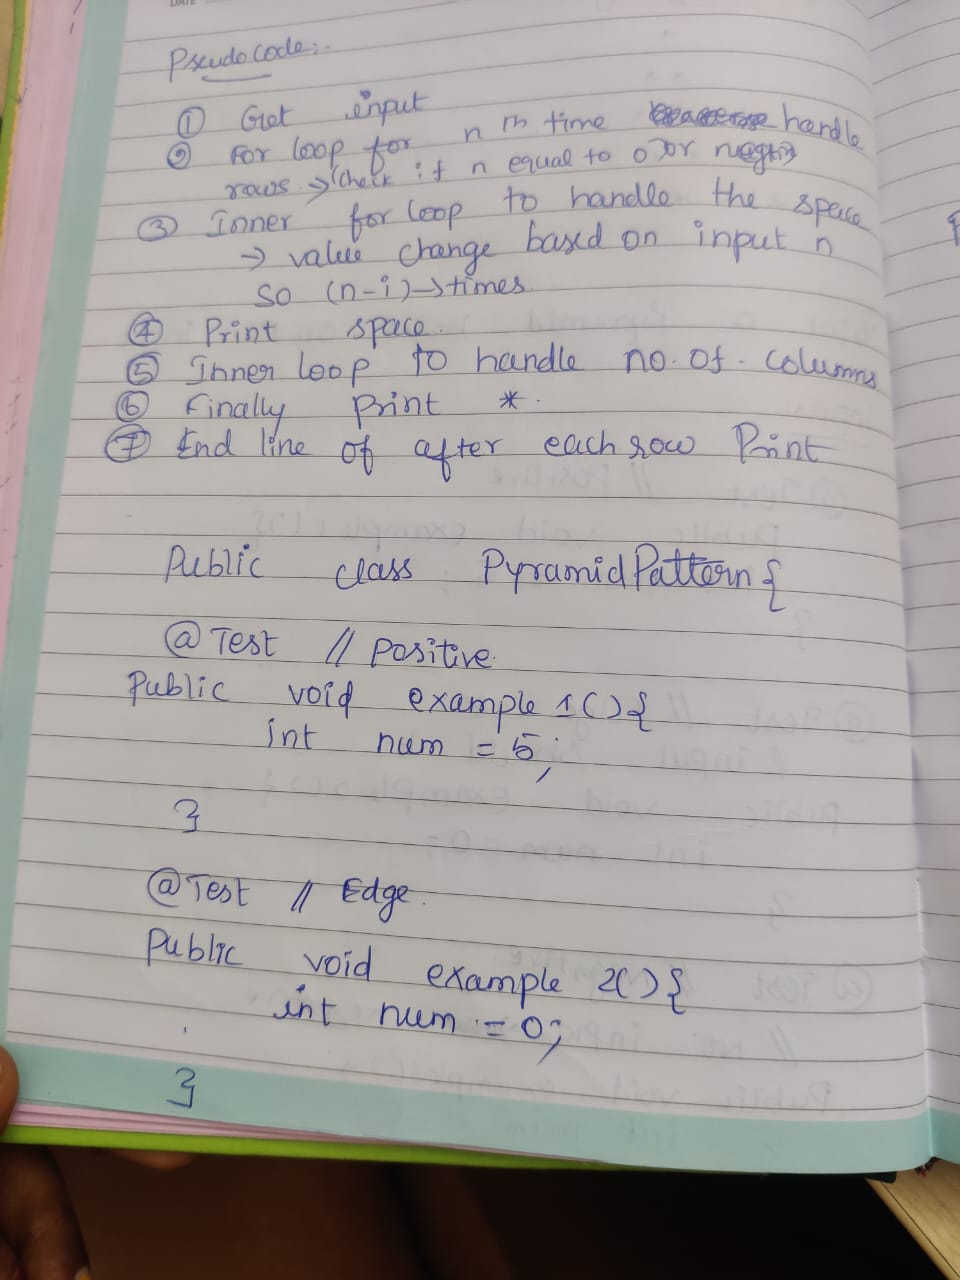 DATE
Pseudo code:-
① Get input
② For loop for n th time handle
rows → check if n equal to 0 or
③ Inner for loop to handle the space
→ value change based on input n
so (n-i) → times
④ Print space.
⑤ Inner loop to handle no. of. columns
⑥ Finally Print *.
⑦ End line of after each row Print
Public class PyramidPattern {
@Test // Positive.
Public void example 1() {
int num = 5;
}
@Test // Edge.
Public void example 2() {
int num = 0;
}